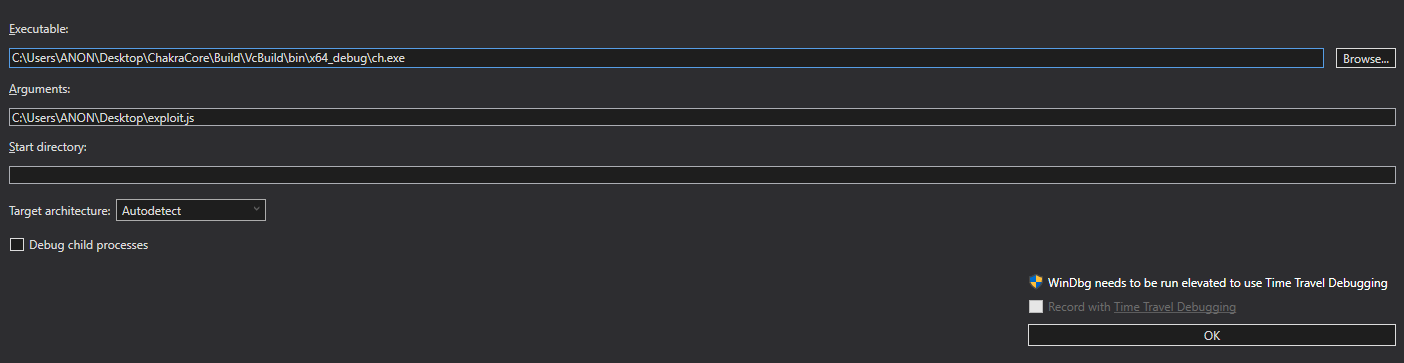 Executable:
C:\Users\ANON\Desktop\ChakraCore\Build\VcBuild\bin\x64_debug\ch.exe
Browse...
Arguments:
C:\Users\ANON\Desktop\exploit.js
Start directory:
Target architecture: Autodetect
Debug child processes
WinDbg needs to be run elevated to use Time Travel Debugging
Record with Time Travel Debugging
OK